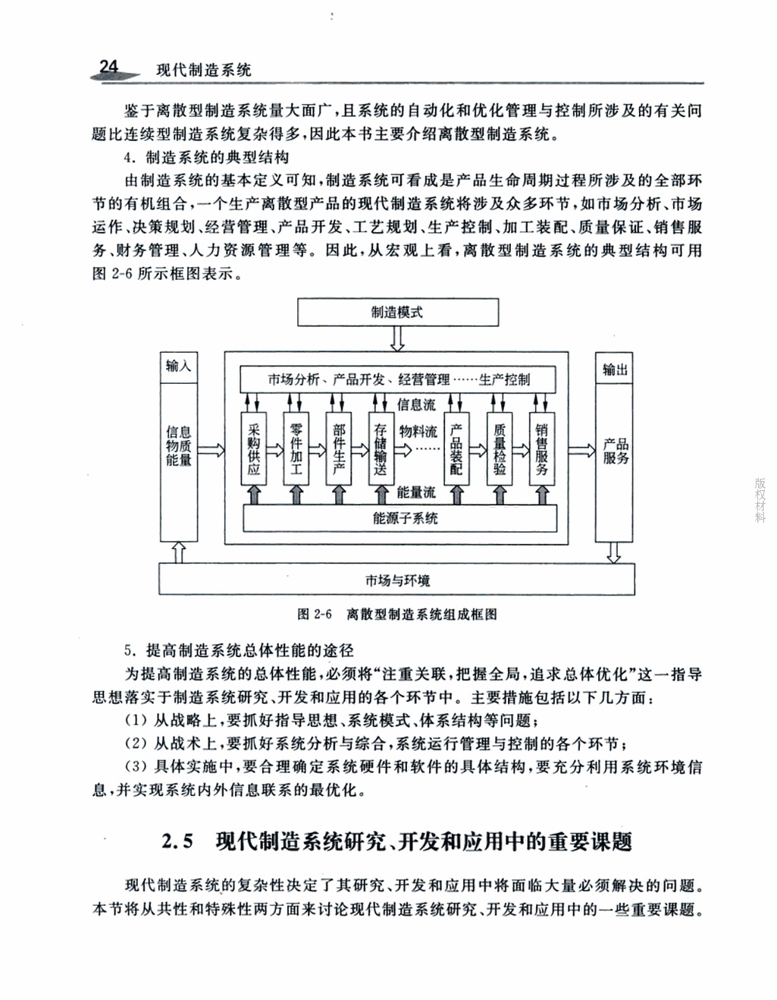 24 现代制造系统
鉴于离散型制造系统量大面广,且系统的自动化和优化管理与控制所涉及的有关问
题比连续型制造系统复杂得多,因此本书主要介绍离散型制造系统。
4. 制造系统的典型结构
由制造系统的基本定义可知,制造系统可看成是产品生命周期过程所涉及的全部环
节的有机组合,一个生产离散型产品的现代制造系统将涉及众多环节,如市场分析、市场
运作、决策规划、经营管理、产品开发、工艺规划、生产控制、加工装配、质量保证、销售服
务、财务管理、人力资源管理等。因此,从宏观上看,离散型制造系统的典型结构可用
图 2-6 所示框图表示。
制造模式
输入
信息
物质
能量
市场分析、产品开发、经营管理……生产控制
信息流
采购供应
零件加工
部件生产
存储输送
物料流
……
产品装配
质量检验
销售服务
能量流
能源子系统
输出
产品
服务
市场与环境
图 2-6 离散型制造系统组成框图
5. 提高制造系统总体性能的途径
为提高制造系统的总体性能,必须将“注重关联,把握全局,追求总体优化”这一指导
思想落实于制造系统研究、开发和应用的各个环节中。主要措施包括以下几方面:
(1) 从战略上,要抓好指导思想、系统模式、体系结构等问题;
(2) 从战术上,要抓好系统分析与综合,系统运行管理与控制的各个环节;
(3) 具体实施中,要合理确定系统硬件和软件的具体结构,要充分利用系统环境信
息,并实现系统内外信息联系的最优化。
2.5 现代制造系统研究、开发和应用中的重要课题
现代制造系统的复杂性决定了其研究、开发和应用中将面临大量必须解决的问题。
本节将从共性和特殊性两方面来讨论现代制造系统研究、开发和应用中的一些重要课题。
版权材料